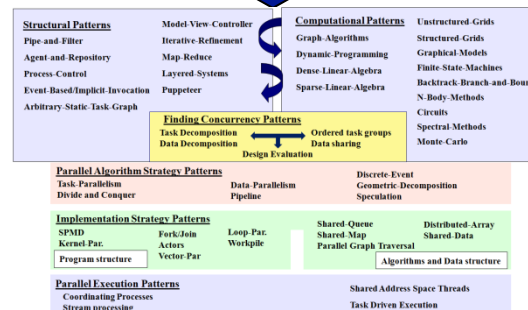 Structural Patterns
Pipe-and-Filter
Agent-and-Repository
Process-Control
Event-Based/Implicit-Invocation
Arbitrary-Static-Task-Graph
Model-View-Controller
Iterative-Refinement
Map-Reduce
Layered-Systems
Puppeteer
Computational Patterns
Graph-Algorithms
Dynamic-Programming
Dense-Linear-Algebra
Sparse-Linear-Algebra
Unstructured-Grids
Structured-Grids
Graphical-Models
Finite-State-Machines
Backtrack-Branch-and-Boun
N-Body-Methods
Circuits
Spectral-Methods
Monte-Carlo
Finding Concurrency Patterns
Task Decomposition
Data Decomposition
Ordered task groups
Data sharing
Design Evaluation
Parallel Algorithm Strategy Patterns
Task-Parallelism
Divide and Conquer
Data-Parallelism
Pipeline
Discrete-Event
Geometric-Decomposition
Speculation
Implementation Strategy Patterns
SPMD
Kernel-Par.
Fork/Join
Actors
Vector-Par
Loop-Par.
Workpile
Program structure
Shared-Queue
Shared-Map
Parallel Graph Traversal
Distributed-Array
Shared-Data
Algorithms and Data structure
Parallel Execution Patterns
Coordinating Processes
Stream processing
Shared Address Space Threads
Task Driven Execution